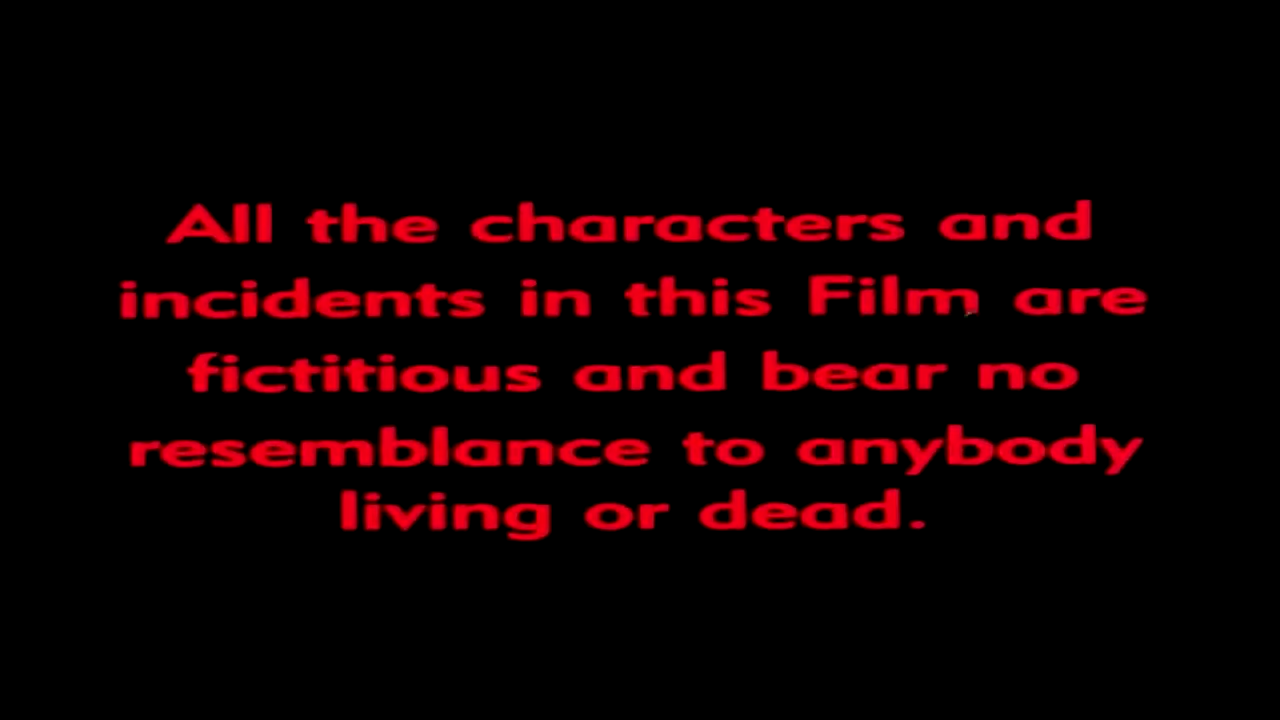 All the characters and
incidents in this Film are
fictitious and bear no
resemblance to anybody
living or dead.